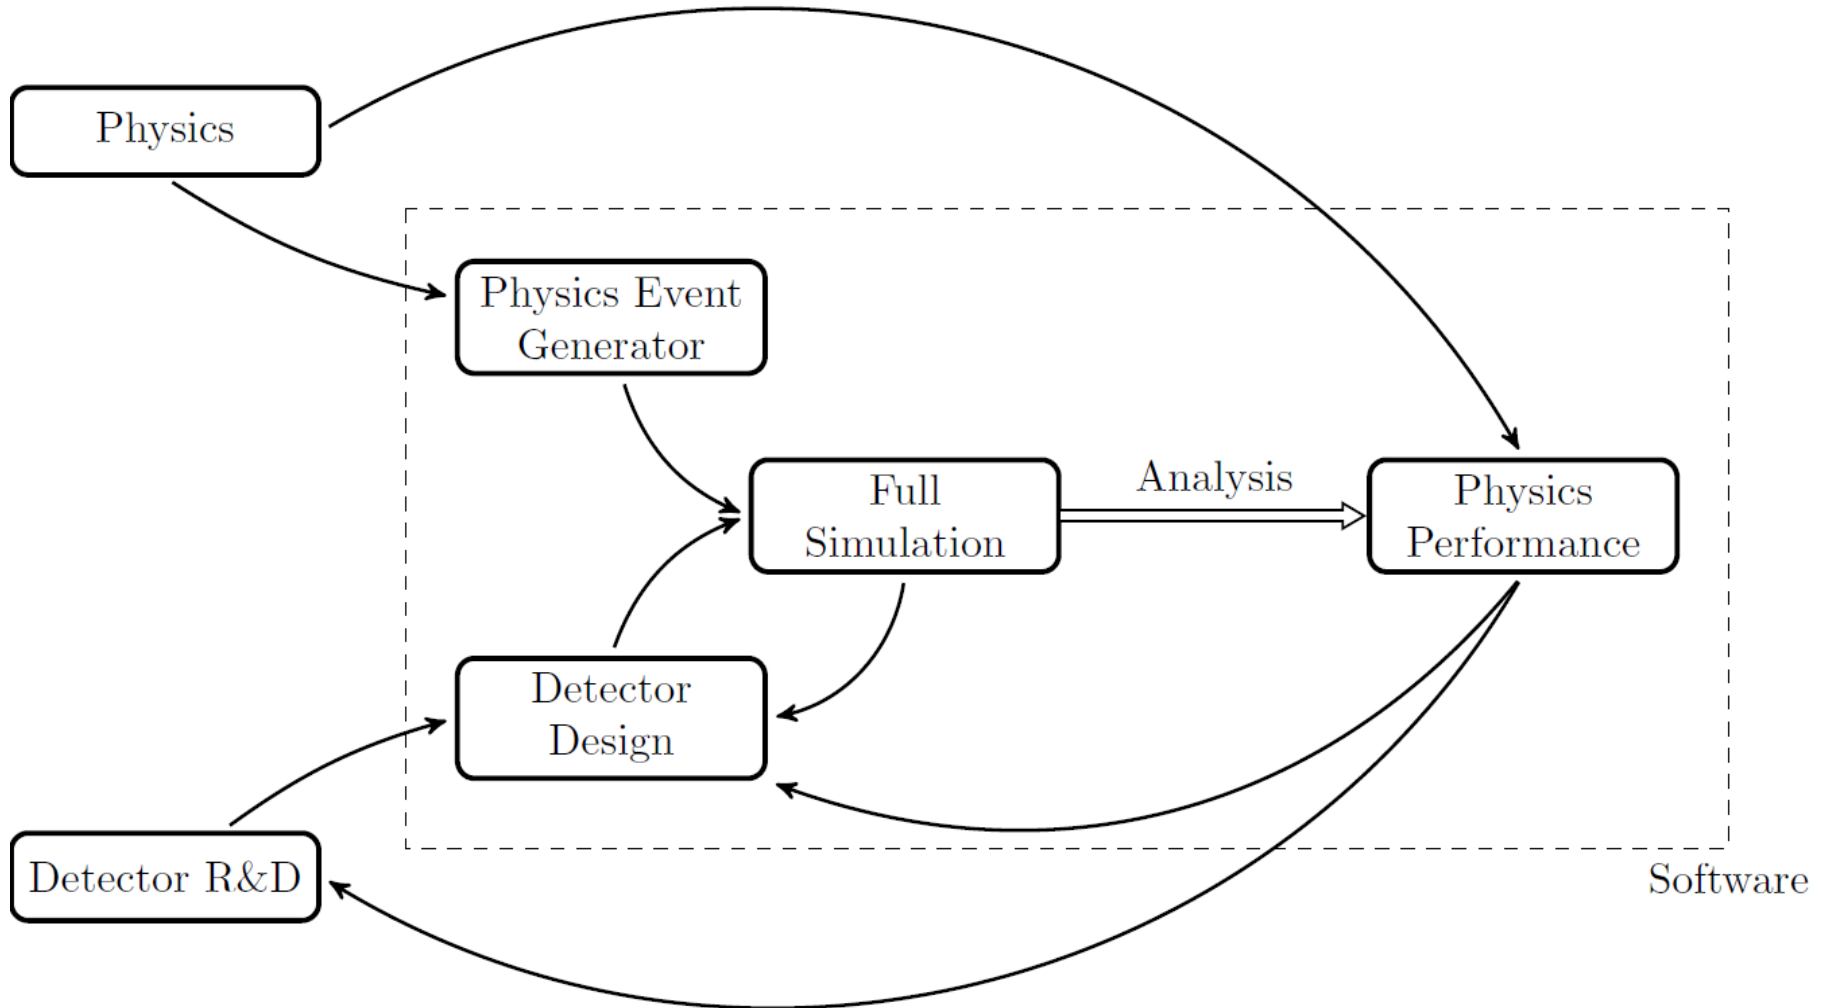 Physics
Physics Event
Generator
Full
Simulation
Analysis
Physics
Performance
Detector
Design
Detector R&D
Software